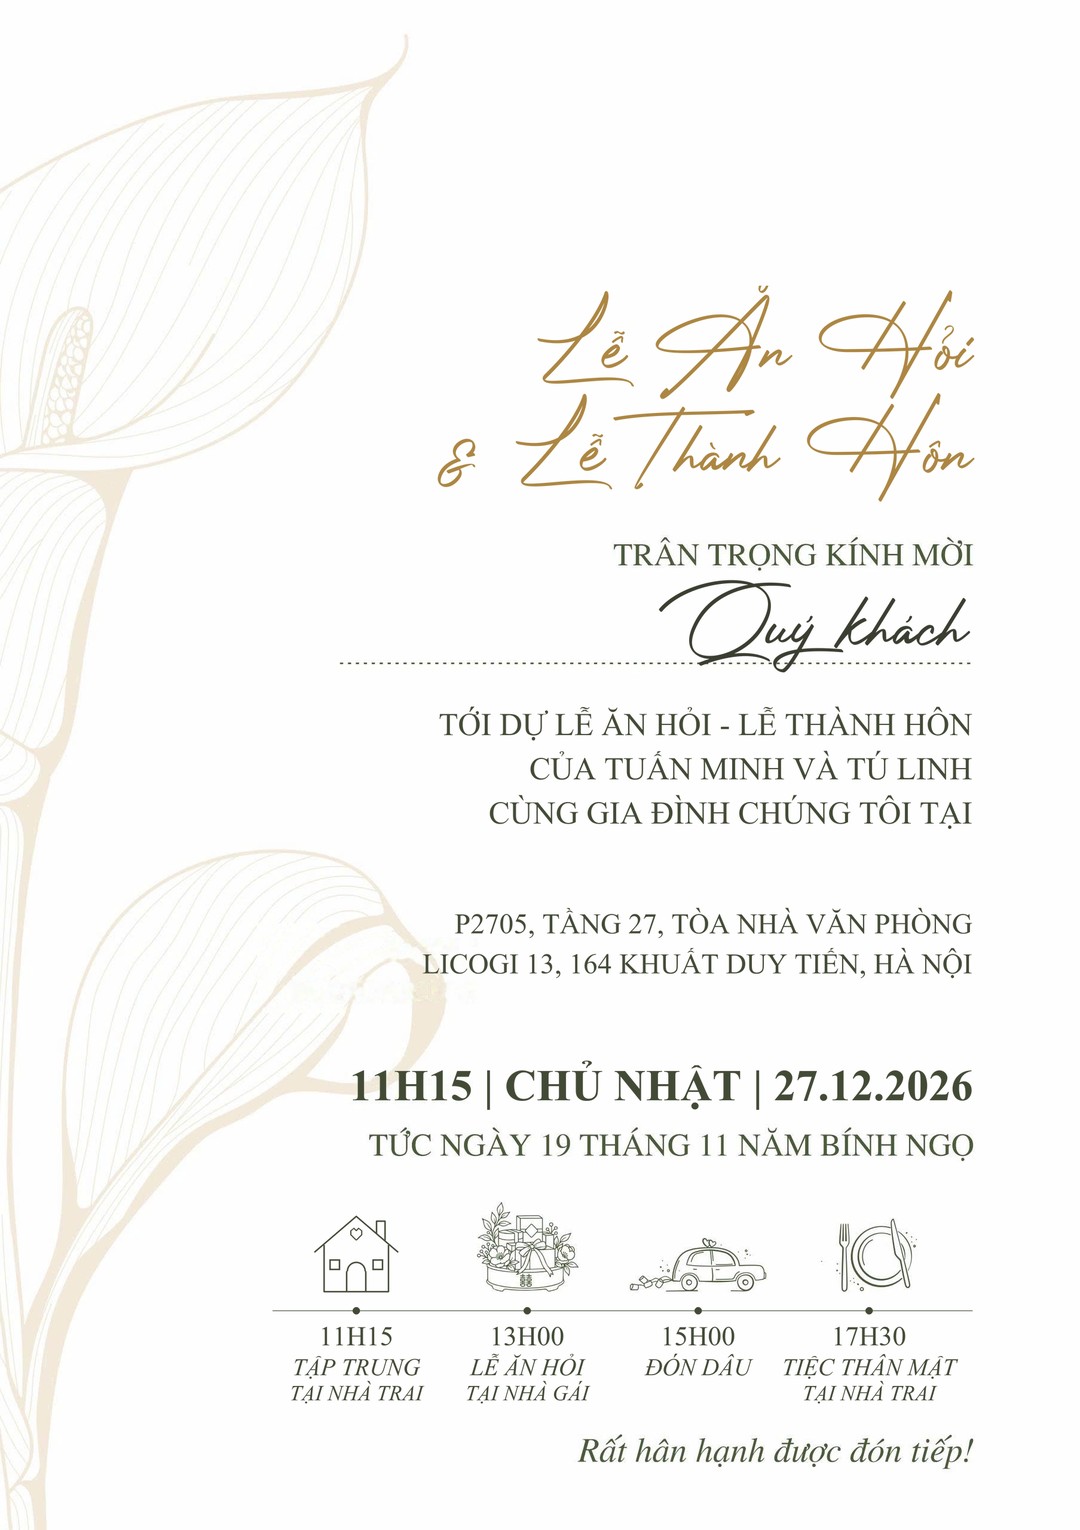 Lễ Ăn Hỏi
& Lễ Thành Hôn
TRÂN TRỌNG KÍNH MỜI
Quý khách
TỚI DỰ LỄ ĂN HỎI - LỄ THÀNH HÔN
CỦA TUẤN MINH VÀ TÚ LINH
CÙNG GIA ĐÌNH CHÚNG TÔI TẠI
P2705, TẦNG 27, TÒA NHÀ VĂN PHÒNG
LICOGI 13, 164 KHUẤT DUY TIẾN, HÀ NỘI
11H15 | CHỦ NHẬT | 27.12.2026
TỨC NGÀY 19 THÁNG 11 NĂM BÍNH NGỌ
11H15
TẬP TRUNG
TẠI NHÀ TRAI
13H00
LỄ ĂN HỎI
TẠI NHÀ GÁI
15H00
ĐÓN DÂU
17H30
TIỆC THÂN MẬT
TẠI NHÀ TRAI
Rất hân hạnh được đón tiếp!